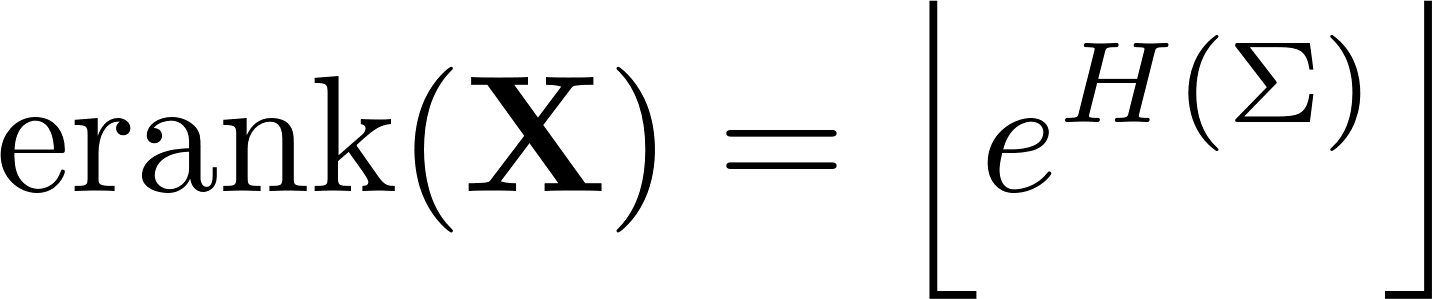 erank(𝐗) = ⌊e^{H(Σ)}⌋